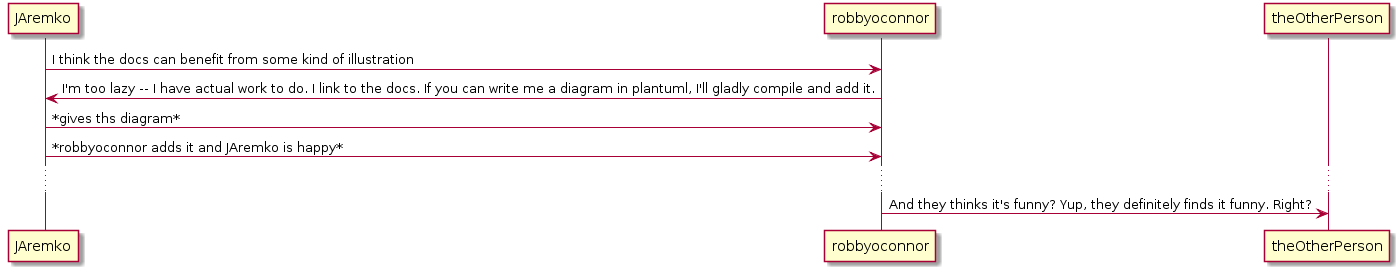 JAremko
robbyoconnor
theOtherPerson
I think the docs can benefit from some kind of illustration
I'm too lazy -- I have actual work to do. I link to the docs. If you can write me a diagram in plantuml, I'll gladly compile and add it.
*gives ths diagram*
*robbyoconnor adds it and JAremko is happy*
And they thinks it's funny? Yup, they definitely finds it funny. Right?
JAremko
robbyoconnor
theOtherPerson